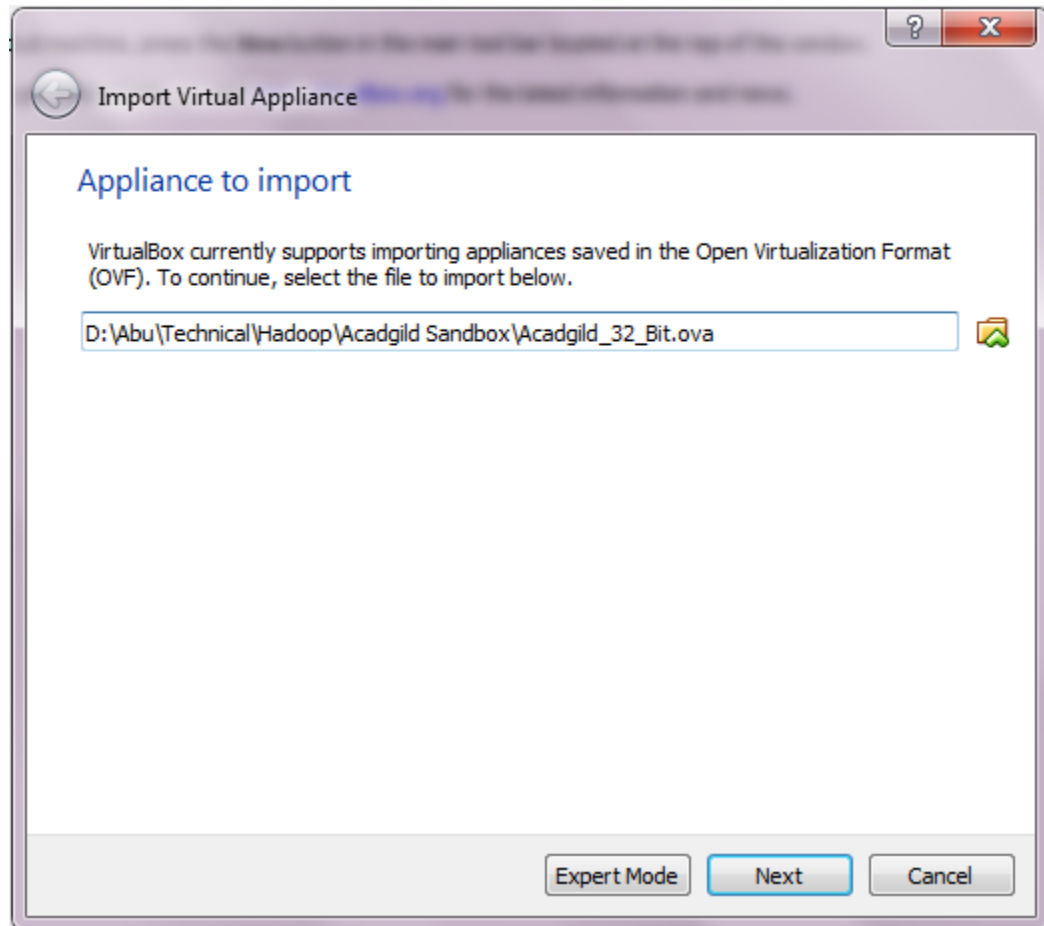 Import Virtual Appliance
Appliance to import
VirtualBox currently supports importing appliances saved in the Open Virtualization Format
(OVF). To continue, select the file to import below.
D:\Abu\Technical\Hadoop\Acadgild Sandbox\Acadgild_32_Bit.ova
Expert Mode Next Cancel